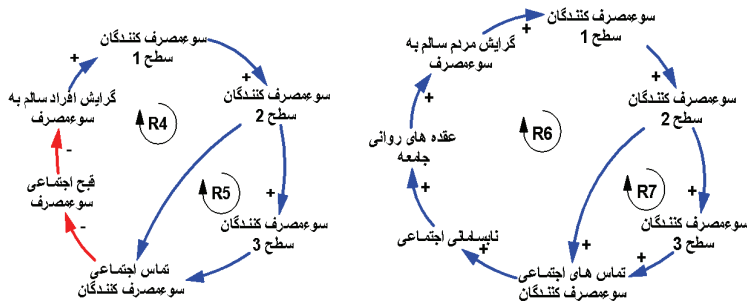 سوءمصرف کنندگان
سطح 1
+
سوءمصرف کنندگان
سطح 2
+
سوءمصرف کنندگان
سطح 3
تماس اجتماعی
سوءمصرف کنندگان
-
قبح اجتماعی
سوءمصرف
-
گرایش افراد سالم به
سوءمصرف
+
R4
R5
سوءمصرف کنندگان
سطح 1
+
سوءمصرف کنندگان
سطح 2
+
سوءمصرف کنندگان
سطح 3
+
+
تماس های اجتماعی
سوءمصرف کنندگان
+
نابسامانی اجتماعی
+
عقده های روانی
جامعه
+
گرایش مردم سالم به
سوءمصرف
+
R6
R7